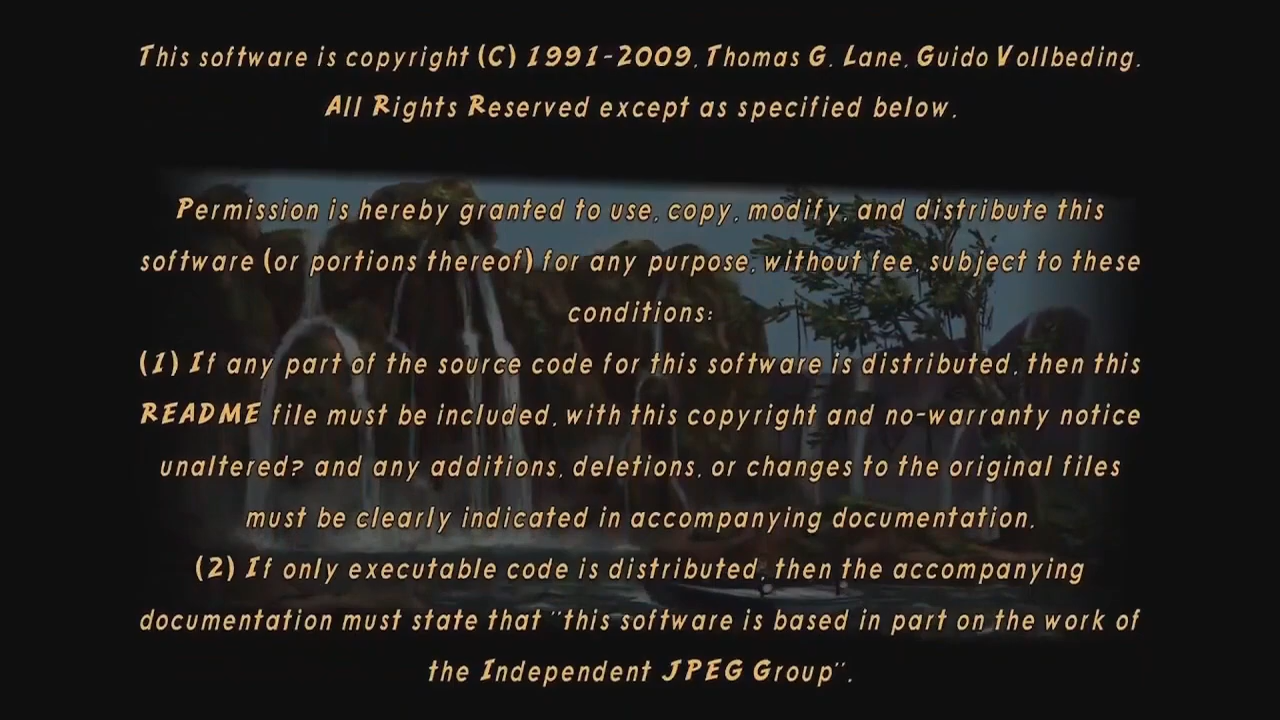 This software is copyright (C) 1991-2009, Thomas G. Lane, Guido Vollbeding.
All Rights Reserved except as specified below.
Permission is hereby granted to use, copy, modify, and distribute this
software (or portions thereof) for any purpose, without fee, subject to these
conditions:
(1) If any part of the source code for this software is distributed, then this
README file must be included, with this copyright and no-warranty notice
unaltered? and any additions, deletions, or changes to the original files
must be clearly indicated in accompanying documentation.
(2) If only executable code is distributed, then the accompanying
documentation must state that "this software is based in part on the work of
the Independent JPEG Group".